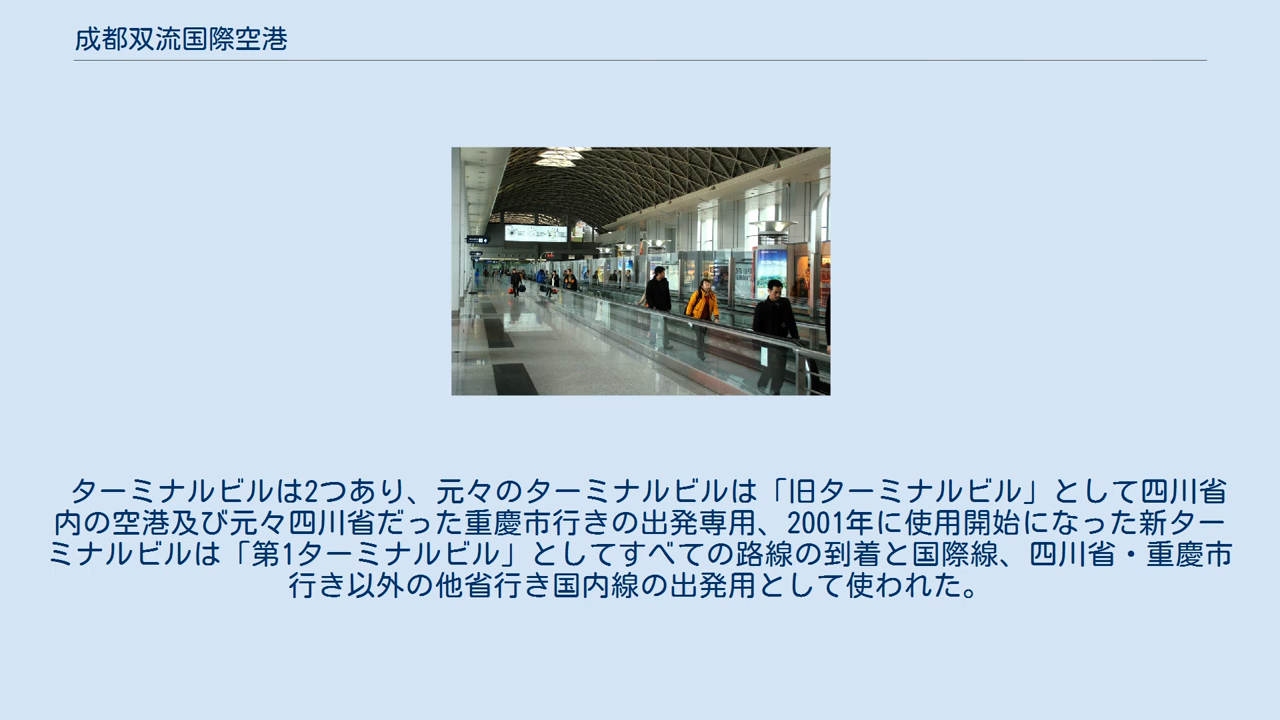 成都双流国際空港
ターミナルビルは2つあり、元々のターミナルビルは「旧ターミナルビル」として四川省
内の空港及び元々四川省だった重慶市行きの出発専用、2001年に使用開始になった新ター
ミナルビルは「第1ターミナルビル」としてすべての路線の到着と国際線、四川省・重慶市
行き以外の他省行き国内線の出発用として使われた。